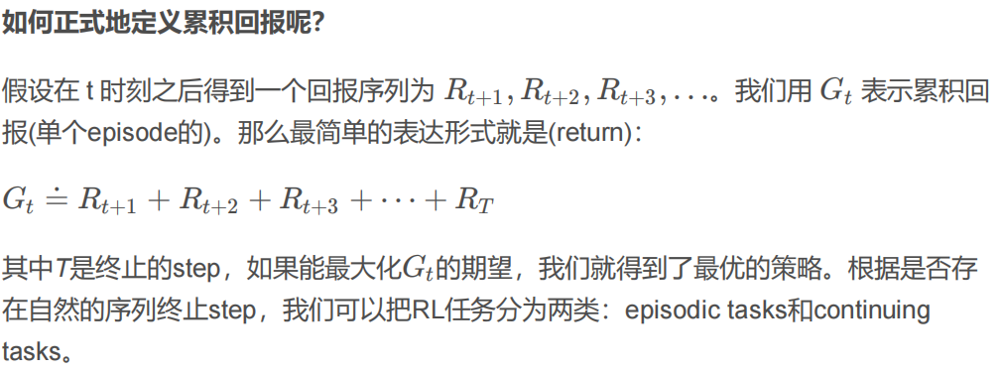 如何正式地定义累积回报呢？
假设在 t 时刻之后得到一个回报序列为 $R_{t+1}, R_{t+2}, R_{t+3}, \ldots$。我们用 $G_t$ 表示累积回
报(单个episode的)。那么最简单的表达形式就是(return)：
$G_t \doteq R_{t+1} + R_{t+2} + R_{t+3} + \cdots + R_T$
其中T是终止的step，如果能最大化$G_t$的期望，我们就得到了最优的策略。根据是否存
在自然的序列终止step，我们可以把RL任务分为两类：episodic tasks和continuing
tasks。